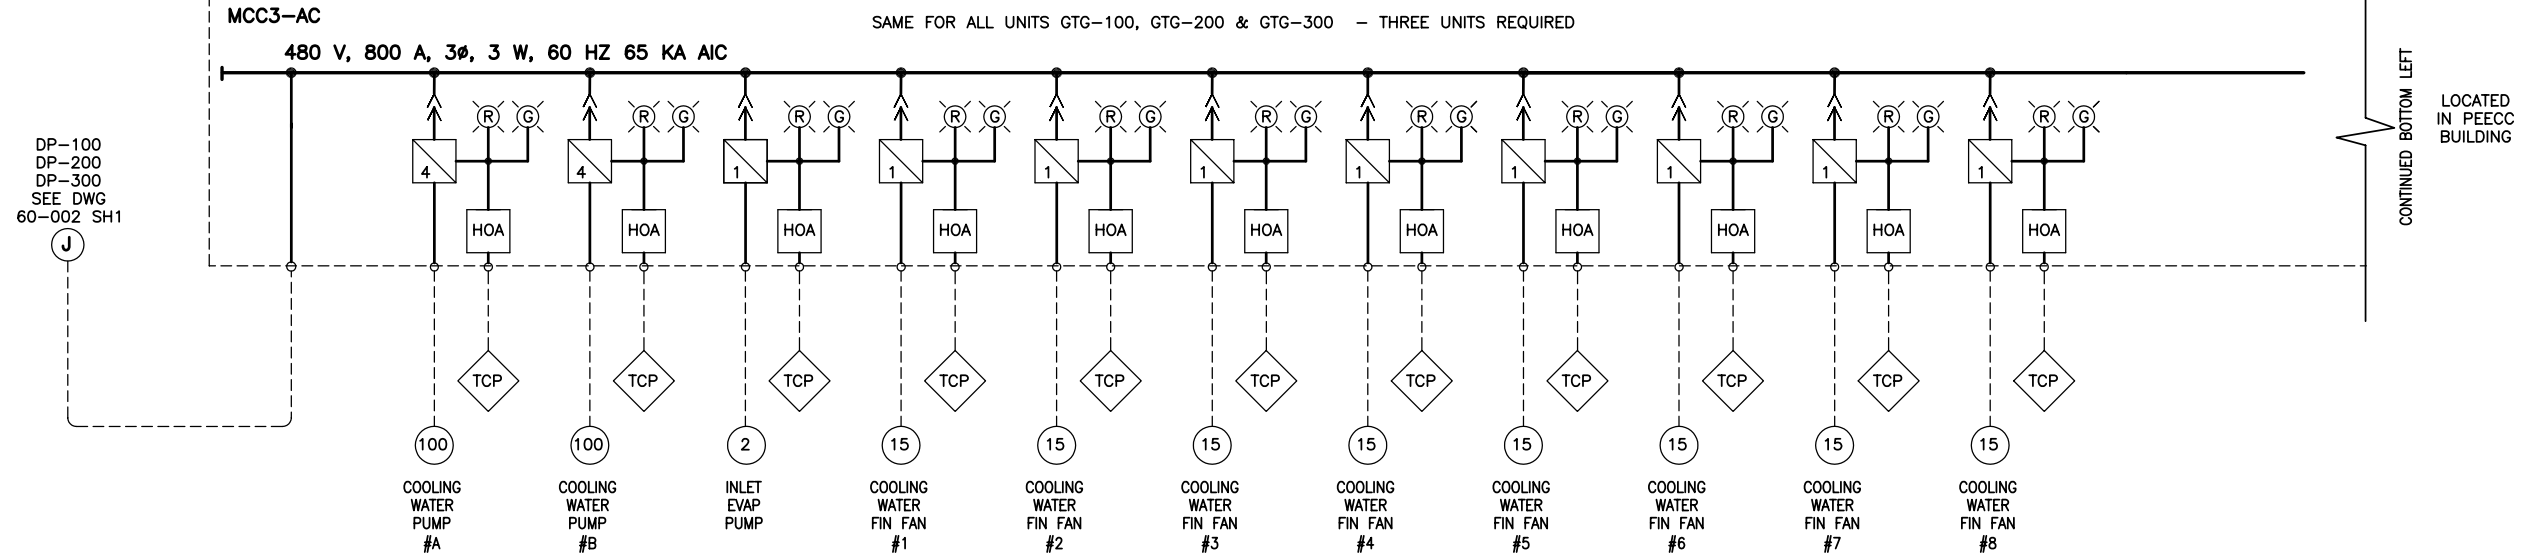 MCC3-AC
SAME FOR ALL UNITS GTG-100, GTG-200 & GTG-300 - THREE UNITS REQUIRED
480 V, 800 A, 3ø, 3 W, 60 HZ 65 KA AIC
CONTINUED BOTTOM LEFT
LOCATED
IN PEECC
BUILDING
DP-100
DP-200
DP-300
SEE DWG
60-002 SH1
J
R G R G R G R G R G R G R G R G R G R G R G
4 4 1 1 1 1 1 1 1 1 1
HOA HOA HOA HOA HOA HOA HOA HOA HOA HOA HOA
TCP TCP TCP TCP TCP TCP TCP TCP TCP TCP TCP
100 100 2 15 15 15 15 15 15 15 15
COOLING
WATER
PUMP
#A
COOLING
WATER
PUMP
#B
INLET
EVAP
PUMP
COOLING
WATER
FIN FAN
#1
COOLING
WATER
FIN FAN
#2
COOLING
WATER
FIN FAN
#3
COOLING
WATER
FIN FAN
#4
COOLING
WATER
FIN FAN
#5
COOLING
WATER
FIN FAN
#6
COOLING
WATER
FIN FAN
#7
COOLING
WATER
FIN FAN
#8